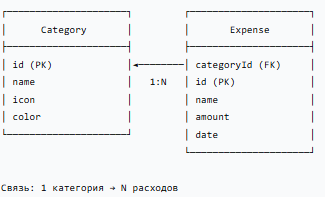 Category
Expense
id (PK)
name
icon
color
1:N
categoryId (FK)
id (PK)
name
amount
date
Связь: 1 категория → N расходов